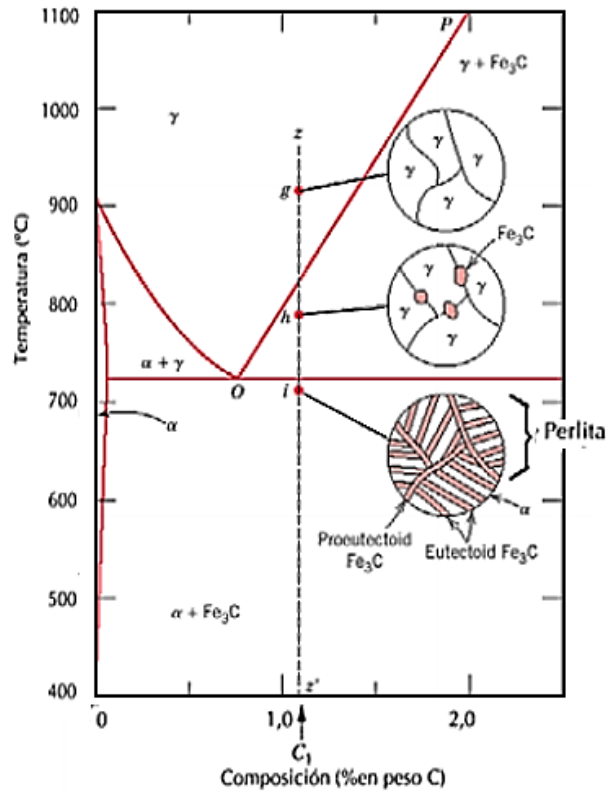 1100
P
γ + Fe₃C
1000
γ
z
γ
γ
γ
γ
g
900
Fe₃C
γ
γ
γ
γ
800
h
α + γ
700
O
i
Perlita
α
α
600
Proeutectoid
Fe₃C
Eutectoid Fe₃C
500
α + Fe₃C
400
z'
0
1,0
2,0
C₁
Composición (%en peso C)
Temperatura (°C)